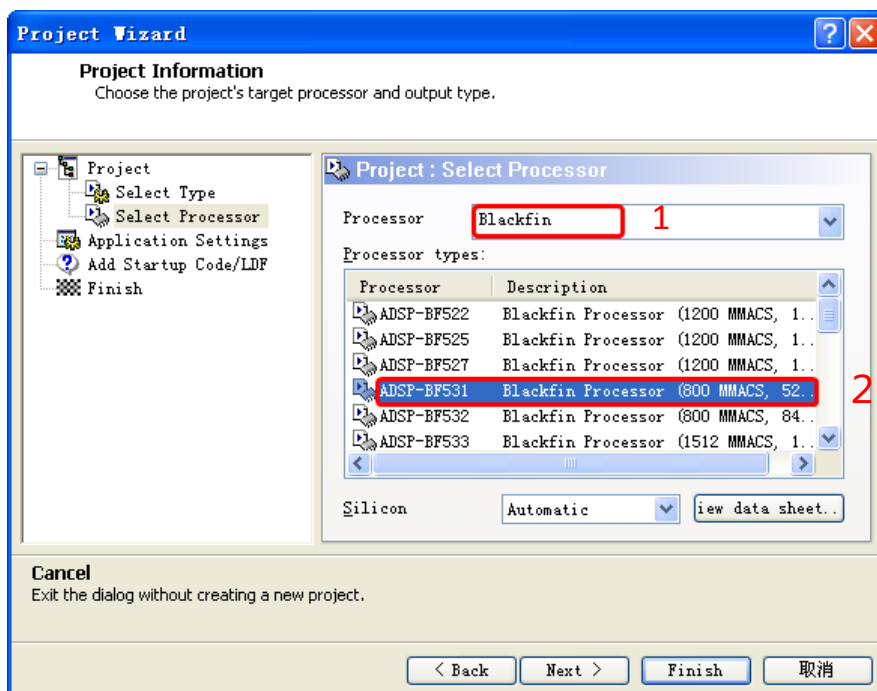 Project Wizard
Project Information
Choose the project's target processor and output type.
Project
Select Type
Select Processor
Application Settings
Add Startup Code/LDF
Finish
Project : Select Processor
Processor Blackfin 1
Processor types:
Processor Description
ADSP-BF522 Blackfin Processor (1200 MMACS, 1..
ADSP-BF525 Blackfin Processor (1200 MMACS, 1..
ADSP-BF527 Blackfin Processor (1200 MMACS, 1..
ADSP-BF531 Blackfin Processor (800 MMACS, 52.. 2
ADSP-BF532 Blackfin Processor (800 MMACS, 84..
ADSP-BF533 Blackfin Processor (1512 MMACS, 1..
Silicon Automatic iew data sheet..
Cancel
Exit the dialog without creating a new project.
< Back Next > Finish 取消